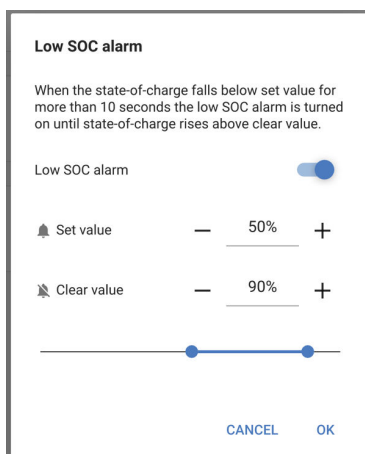 Low SOC alarm
When the state-of-charge falls below set value for
more than 10 seconds the low SOC alarm is turned
on until state-of-charge rises above clear value.
Low SOC alarm
Set value — 50% +
Clear value — 90% +
CANCEL OK